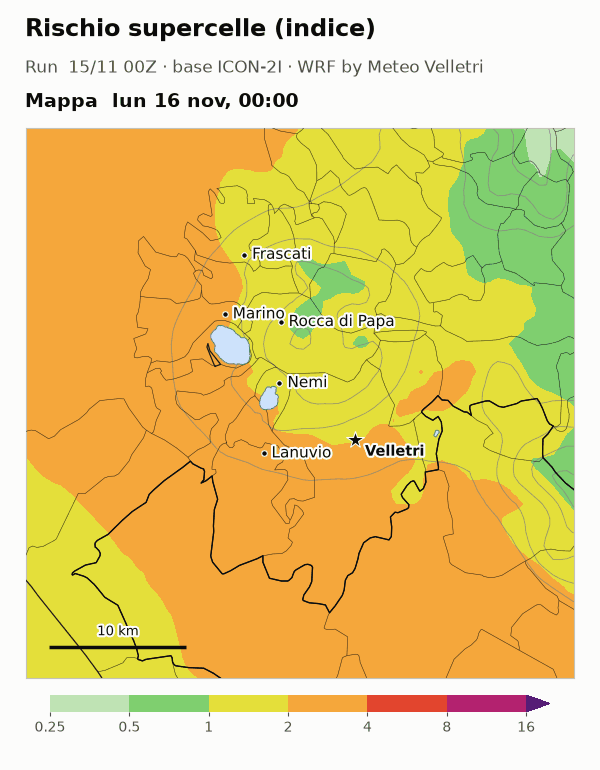 Rischio supercelle (indice)
Run  15/11 00Z · base ICON-2I · WRF by Meteo Velletri
Mappa  lun 16 nov, 00:00
Frascati
Marino
Rocca di Papa
Nemi
Velletri
Lanuvio
10 km
0.25 0.5 1 2 4 8 16